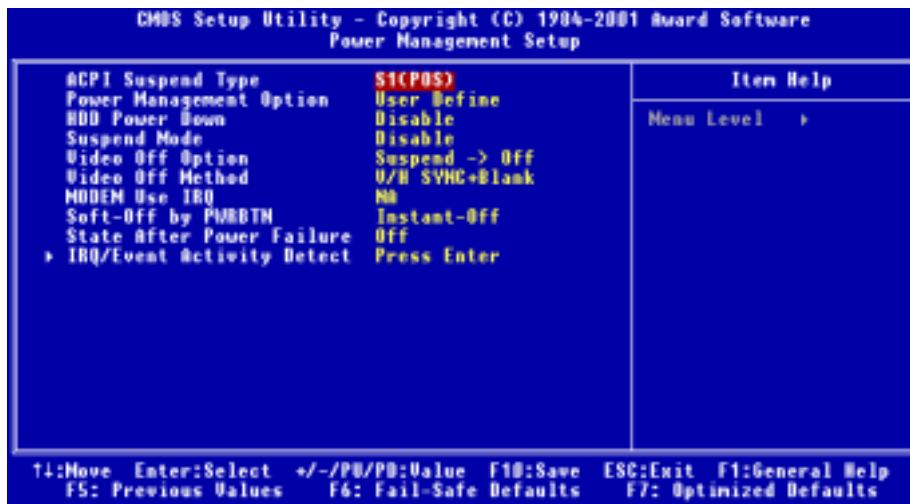 CMOS Setup Utility - Copyright (C) 1984-2001 Award Software
Power Management Setup
ACPI Suspend Type S1(POS)
Power Management Option User Define
HDD Power Down Disable
Suspend Mode Disable
Video Off Option Suspend -> Off
Video Off Method V/H SYNC+Blank
MODEM Use IRQ NA
Soft-Off by PWRBTN Instant-Off
State After Power Failure Off
▸ IRQ/Event Activity Detect Press Enter
Item Help
Menu Level ▸
↑↓:Move Enter:Select +/-/PU/PD:Value F10:Save ESC:Exit F1:General Help
F5: Previous Values F6: Fail-Safe Defaults F7: Optimized Defaults